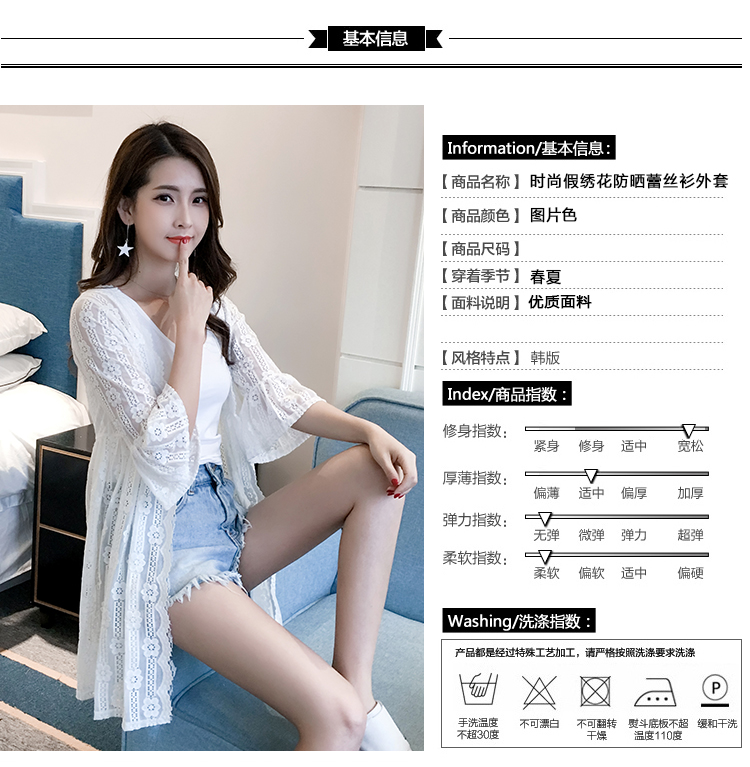 基本信息
Information/基本信息:
【商品名称】 时尚假绣花防晒蕾丝衫外套
【商品颜色】 图片色
【商品尺码】
【穿着季节】 春夏
【面料说明】 优质面料
【风格特点】 韩版
Index/商品指数:
修身指数:
紧身 修身 适中 宽松
厚薄指数:
偏薄 适中 偏厚 加厚
弹力指数:
无弹 微弹 弹力 超弹
柔软指数:
柔软 偏软 适中 偏硬
Washing/洗涤指数:
产品都是经过特殊工艺加工，请严格按照洗涤要求洗涤
P
手洗温度 不可漂白 不可翻转 熨斗底板不超 缓和干洗
不超30度 干燥 温度110度